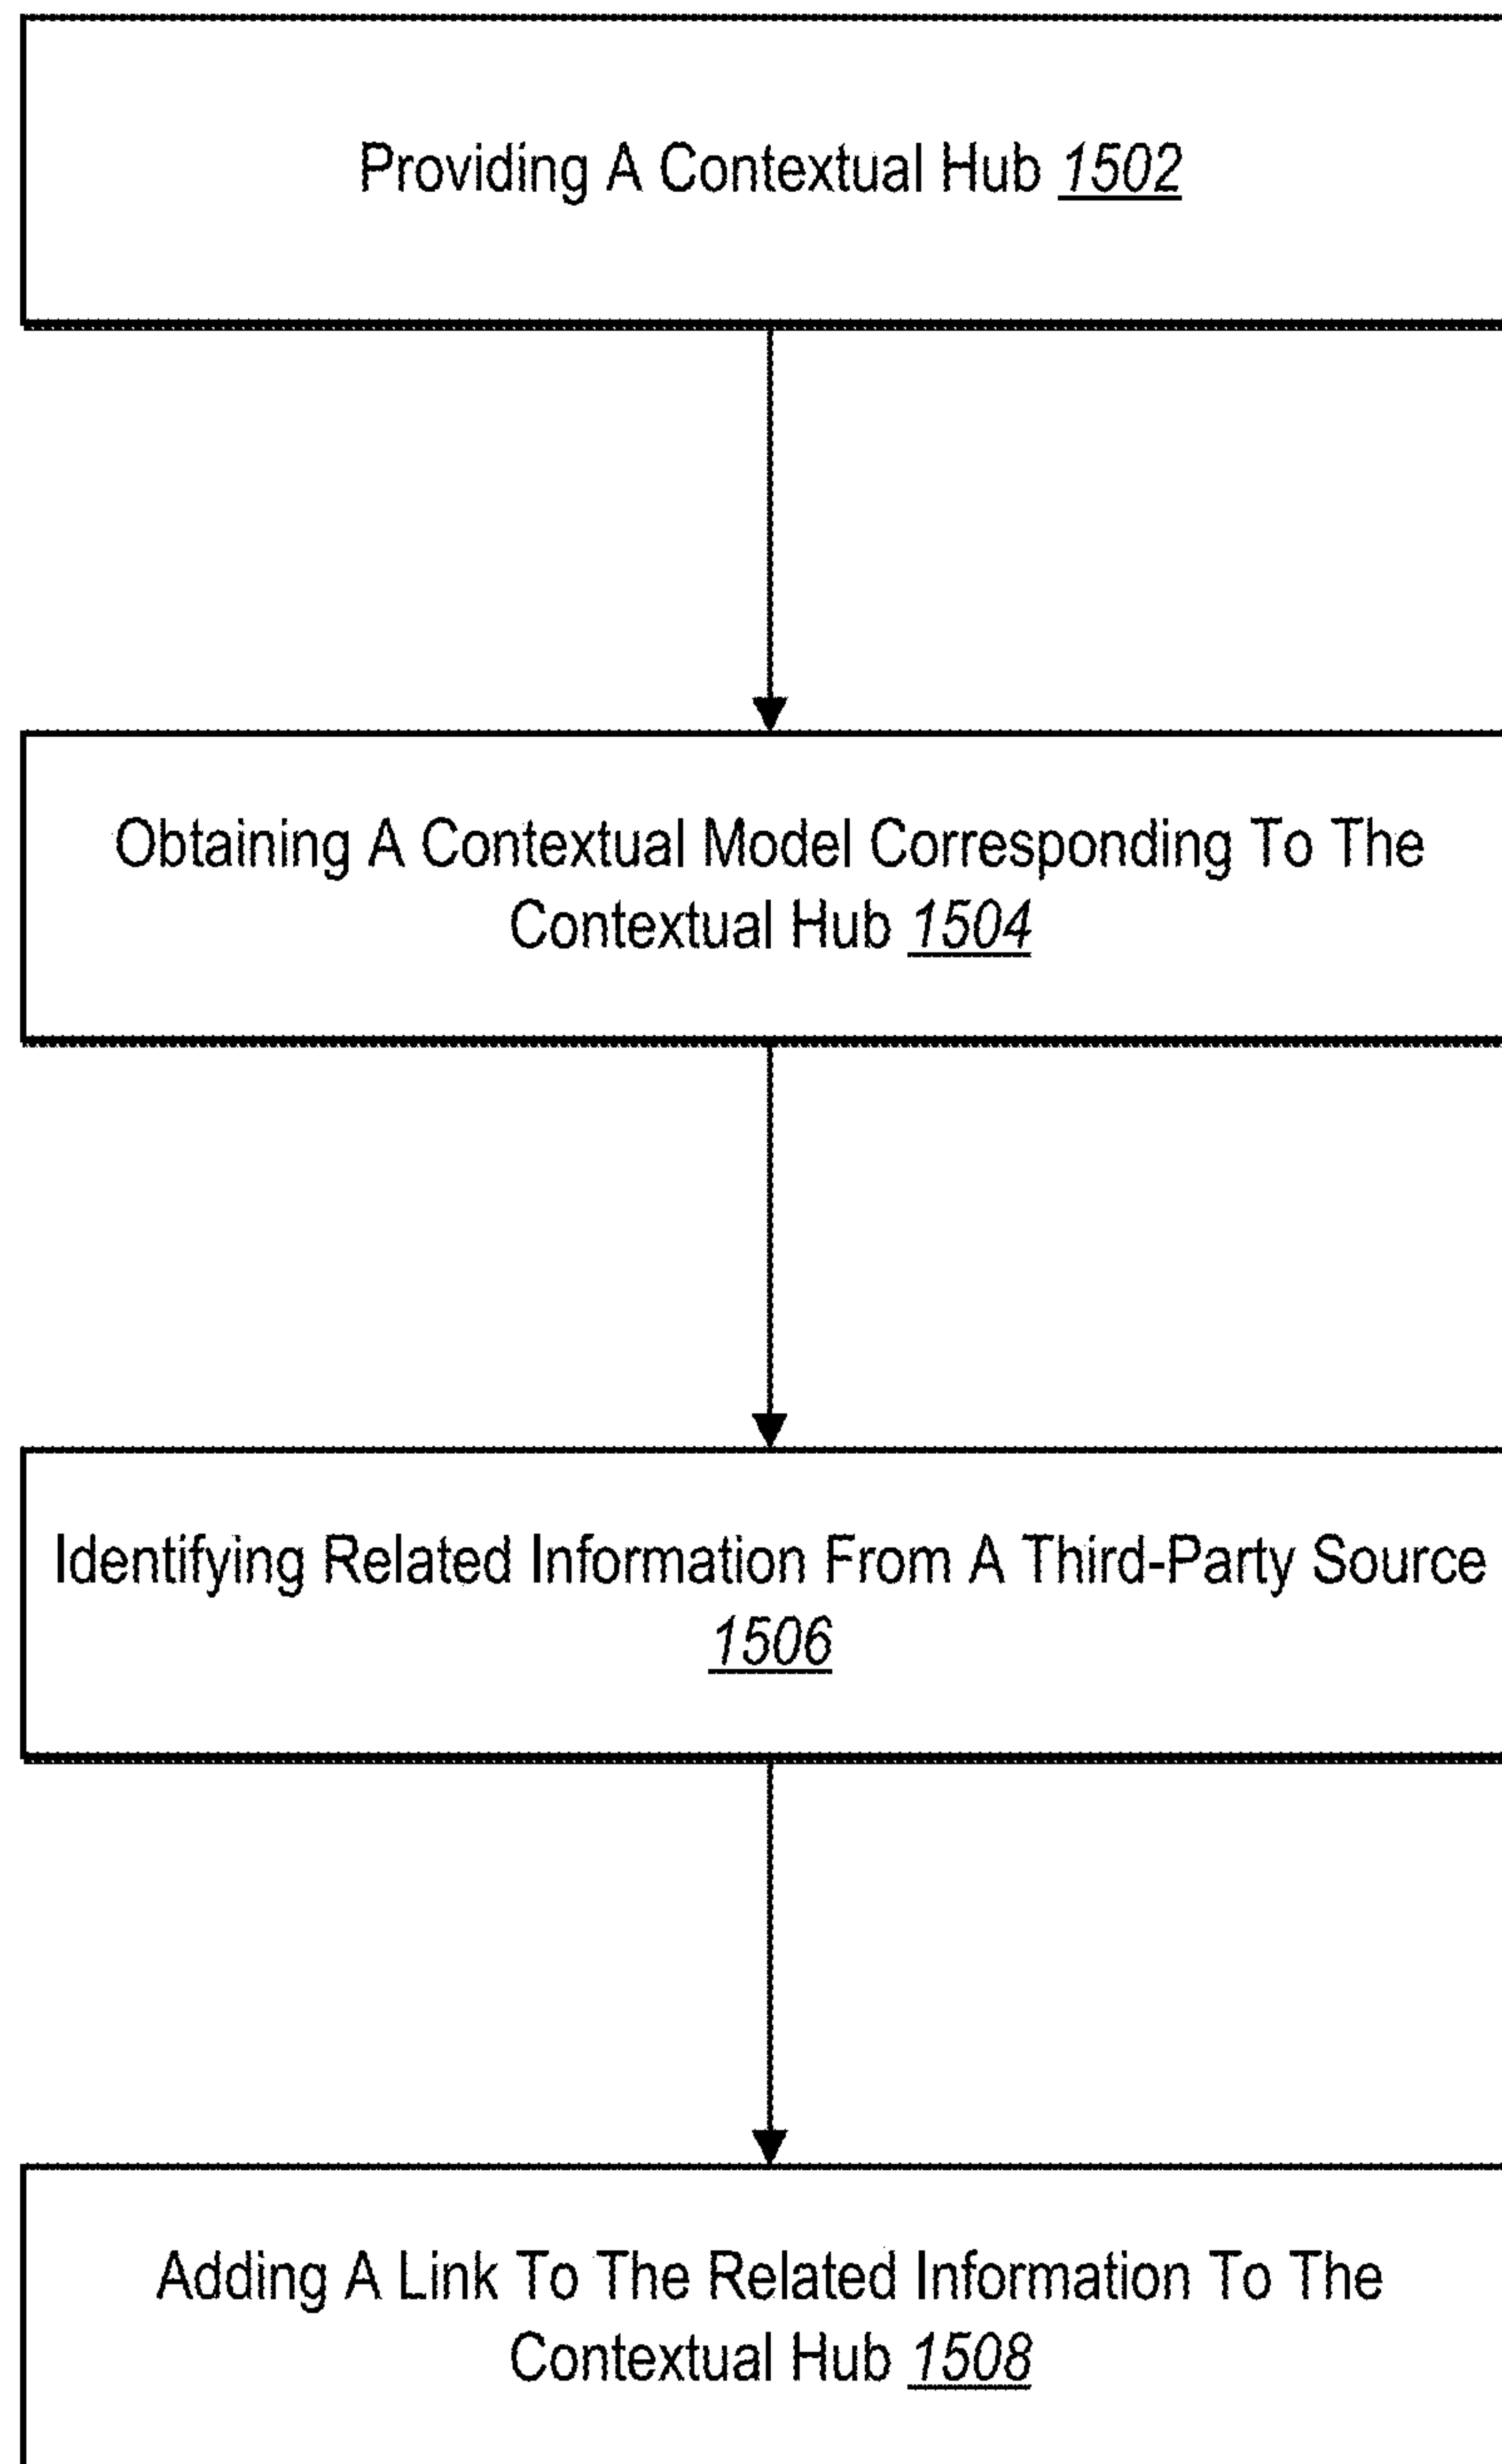 Providing A Contextual Hub 1502
Obtaining A Contextual Model Corresponding To The
Contextual Hub 1504
Identifying Related Information From A Third-Party Source
1506
Adding A Link To The Related Information To The
Contextual Hub 1508